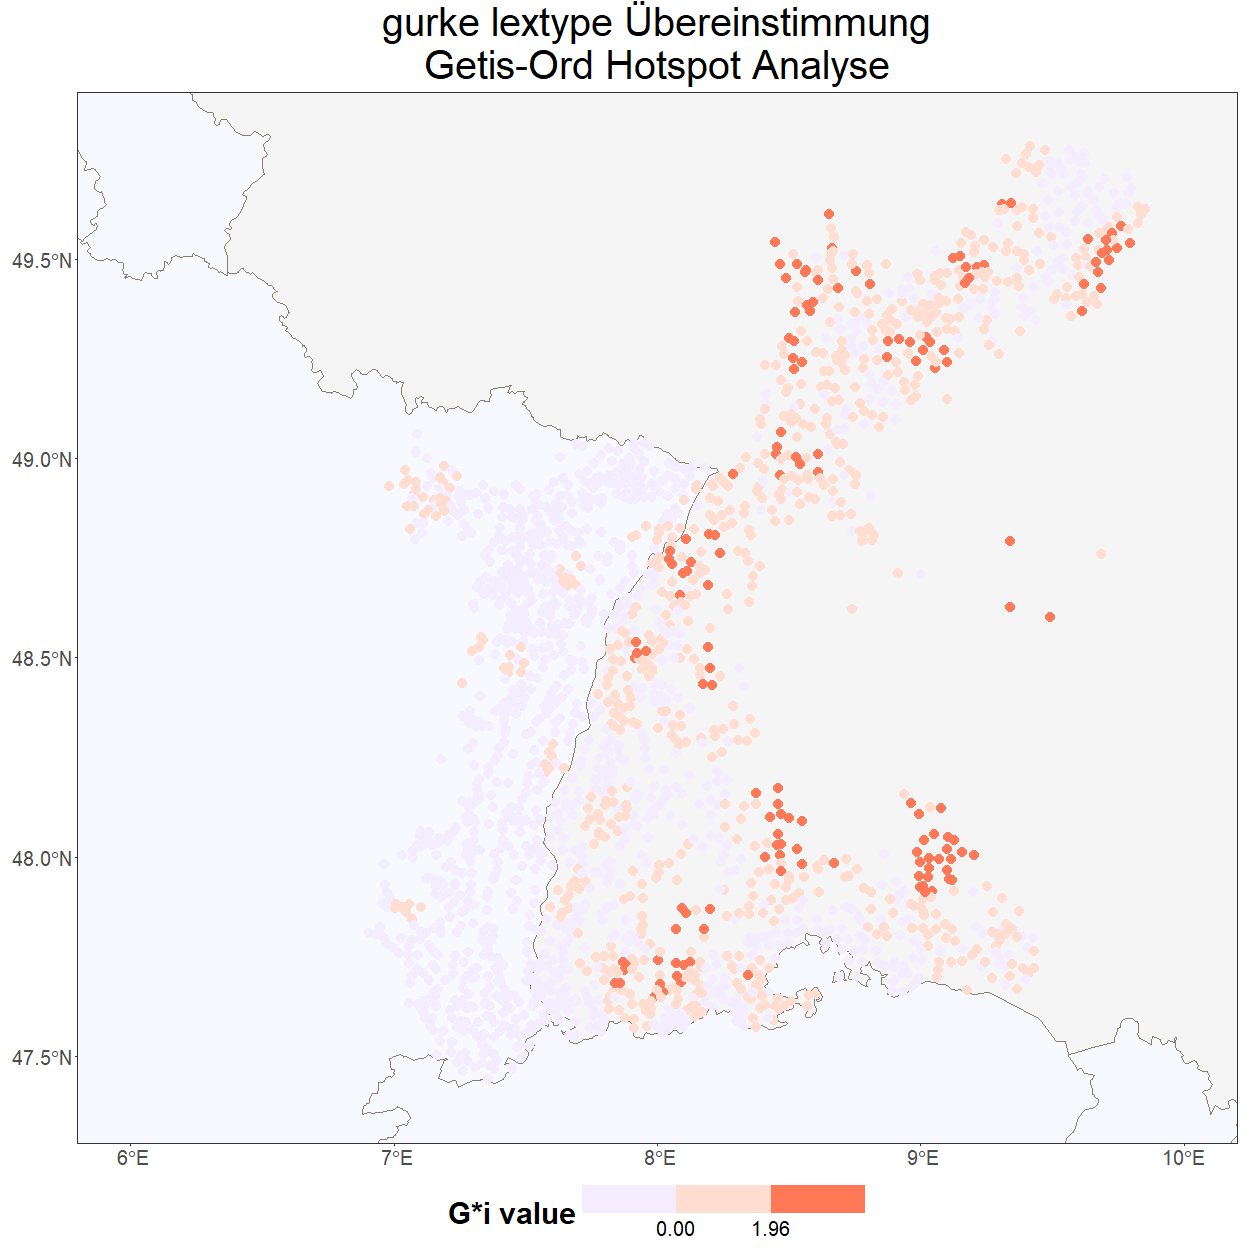 gurke lextype Übereinstimmung
Getis-Ord Hotspot Analyse
49.5°N
49.0°N
48.5°N
48.0°N
47.5°N
6°E 7°E 8°E 9°E 10°E
G*i value
0.00 1.96